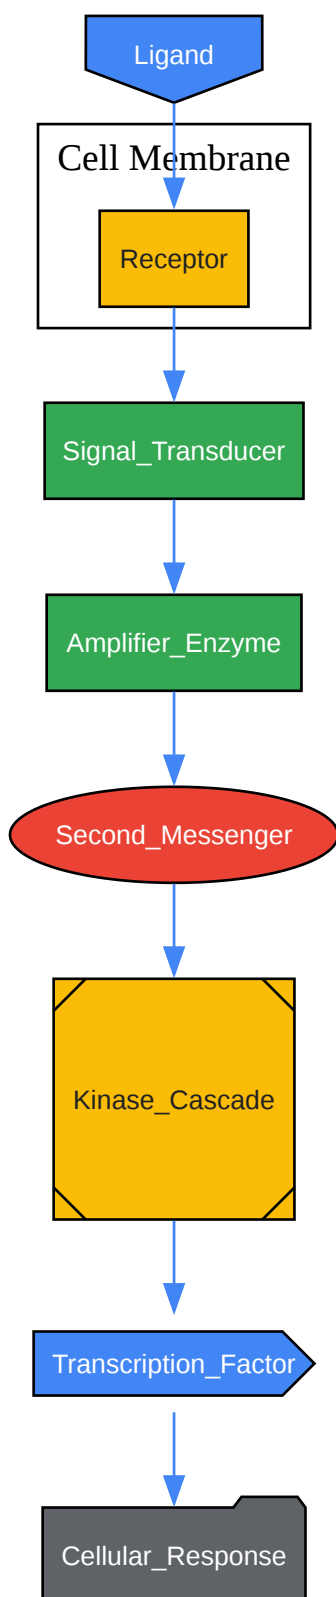 Ligand
Cell Membrane
Receptor
Signal_Transducer
Amplifier_Enzyme
Second_Messenger
Kinase_Cascade
Transcription_Factor
Cellular_Response